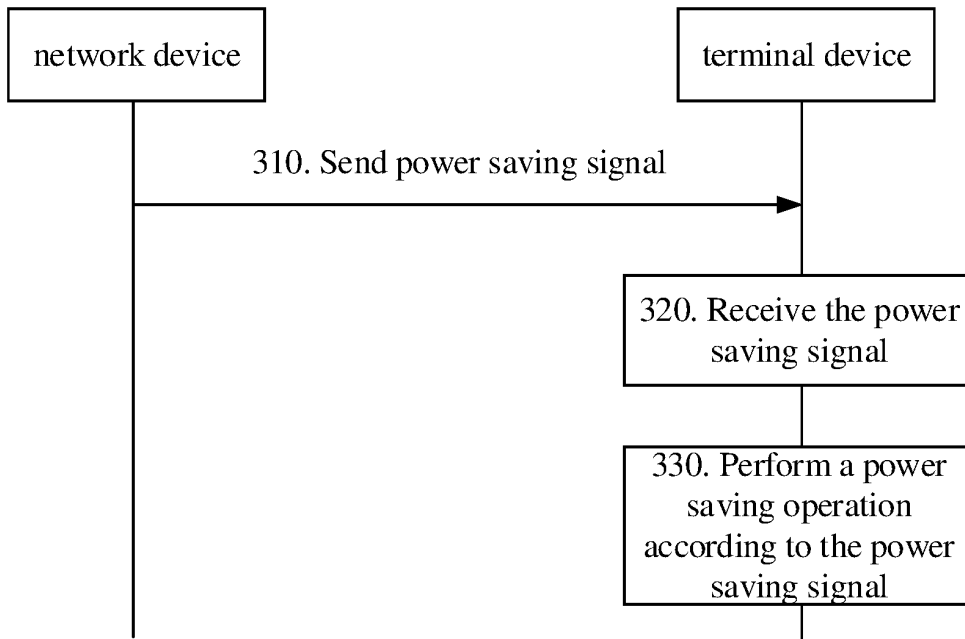 network device
terminal device
310. Send power saving signal
320. Receive the power
saving signal
330. Perform a power
saving operation
according to the power
saving signal